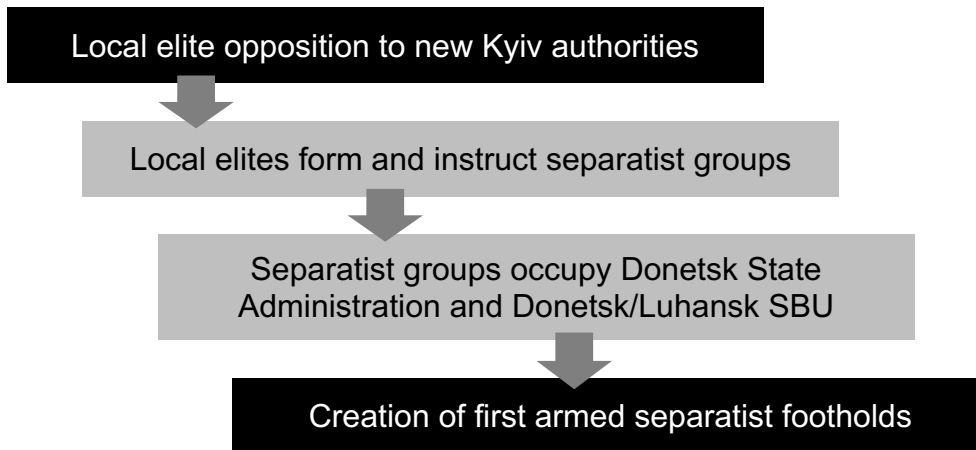 Local elite opposition to new Kyiv authorities
Local elites form and instruct separatist groups
Separatist groups occupy Donetsk State
Administration and Donetsk/Luhansk SBU
Creation of first armed separatist footholds